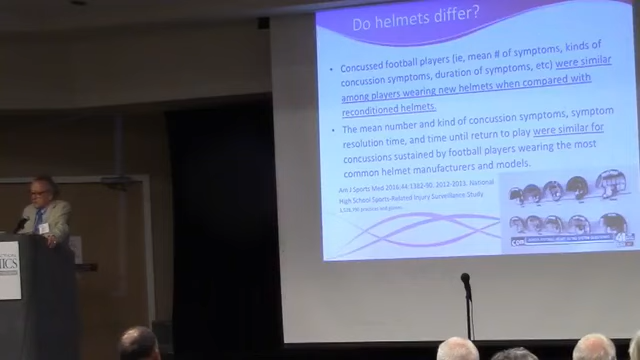 Do helmets differ?
• Concussed football players (ie, mean # of symptoms, kinds of
concussion symptoms, duration of symptoms, etc) were similar
among players wearing new helmets when compared with
reconditioned helmets.
• The mean number and kind of concussion symptoms, symptom
resolution time, and time until return to play were similar for
concussions sustained by football players wearing the most
common helmet manufacturers and models.
Am J Sports Med 2016:44:1362-90. 2012-2013, National
High School Sports-Related Injury Surveillance Study
practices and games